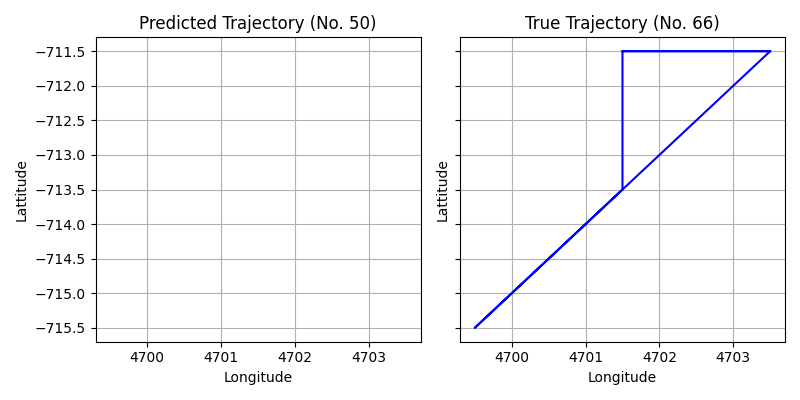 Predicted Trajectory (No. 50)
True Trajectory (No. 66)
−711.5
−712.0
−712.5
−713.0
−713.5
−714.0
−714.5
−715.0
−715.5
Lattitude
Lattitude
4700 4701 4702 4703
4700 4701 4702 4703
Longitude
Longitude